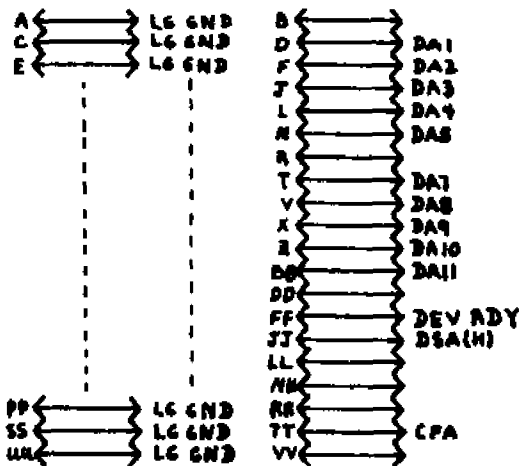 A LG GND
C LG GND
E LG GND
PP LG GND
SS LG GND
UU LG GND
B
D DA1
F DA2
J DA3
L DA4
N DA5
R
T DA7
V DA8
X DA9
Z DA10
BB DA11
DD
FF DEV RDY
JJ DSA(H)
LL
NN
RR
TT CFA
VV